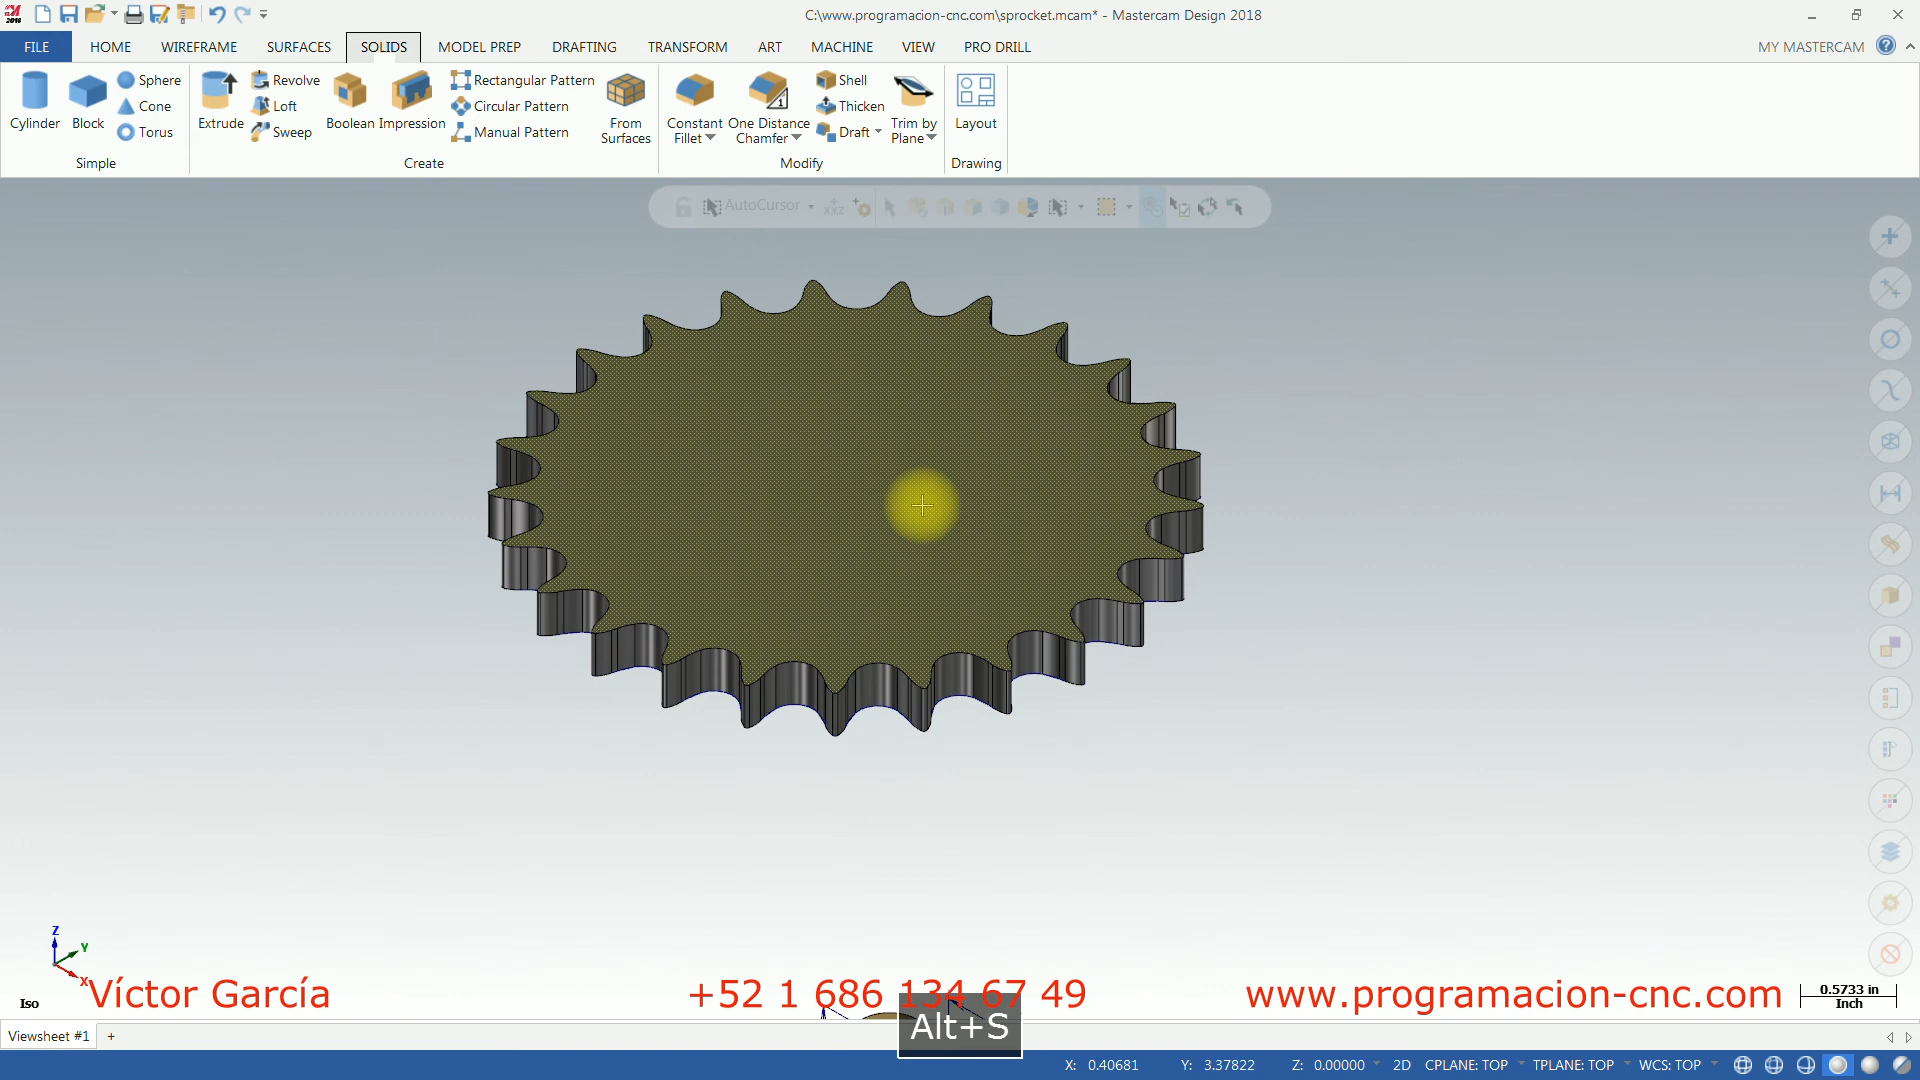 2018
C:\www.programacion-cnc.com\sprocket.mcam* - Mastercam Design 2018
FILE HOME WIREFRAME SURFACES SOLIDS MODEL PREP DRAFTING TRANSFORM ART MACHINE VIEW PRO DRILL MY MASTERCAM
Cylinder Block Sphere Cone Torus
Simple
Extrude Revolve Loft Sweep Boolean Impression Rectangular Pattern Circular Pattern Manual Pattern From Surfaces
Create
Constant Fillet One Distance Chamfer Shell Thicken Draft Trim by Plane
Modify
Layout
Drawing
AutoCursor
Z
Y
X
Iso
Víctor García +52 1 686 134 67 49 www.programacion-cnc.com
0.5733 in
Inch
Alt+S
Viewsheet #1 +
X: 0.40681 Y: 3.37822 Z: 0.00000 2D CPLANE: TOP TPLANE: TOP WCS: TOP